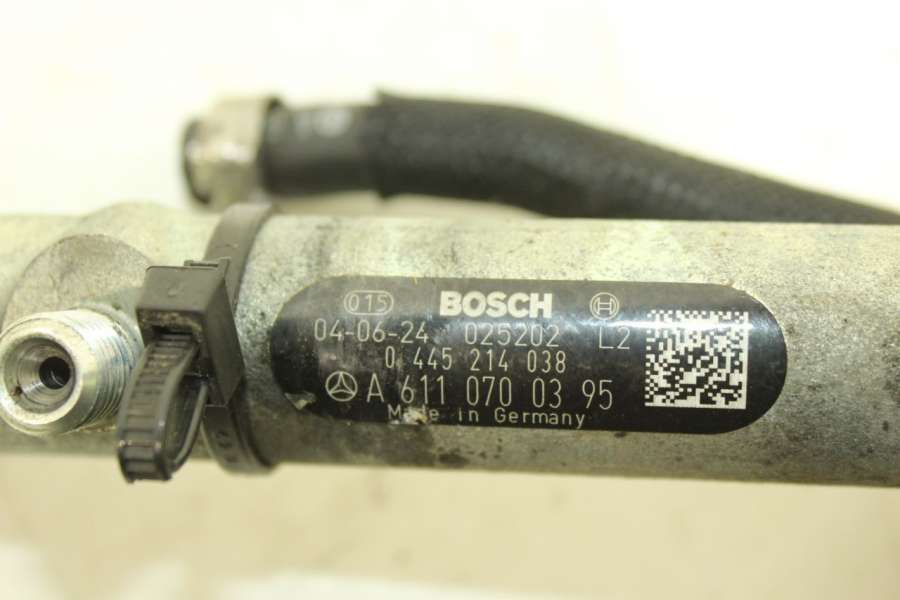 015 BOSCH
04-06-24 025202 L2
0 445 214 038
A 611 070 03 95
Made in Germany